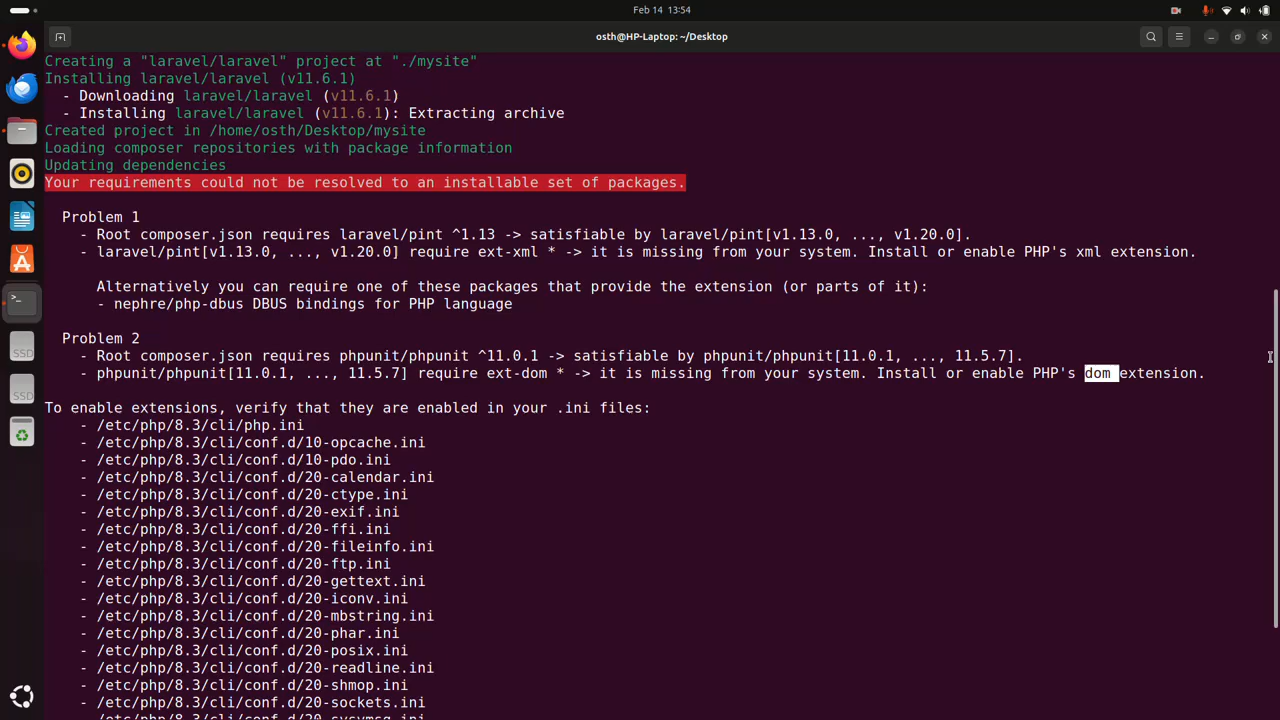 Feb 14 13:54
osth@HP-Laptop: ~/Desktop
Creating a "laravel/laravel" project at "./mysite"
Installing laravel/laravel (v11.6.1)
- Downloading laravel/laravel (v11.6.1)
- Installing laravel/laravel (v11.6.1): Extracting archive
Created project in /home/osth/Desktop/mysite
Loading composer repositories with package information
Updating dependencies
Your requirements could not be resolved to an installable set of packages.
Problem 1
- Root composer.json requires laravel/pint ^1.13 -> satisfiable by laravel/pint[v1.13.0, ..., v1.20.0].
- laravel/pint[v1.13.0, ..., v1.20.0] require ext-xml * -> it is missing from your system. Install or enable PHP's xml extension.
Alternatively you can require one of these packages that provide the extension (or parts of it):
- nephre/php-dbus DBUS bindings for PHP language
Problem 2
- Root composer.json requires phpunit/phpunit ^11.0.1 -> satisfiable by phpunit/phpunit[11.0.1, ..., 11.5.7].
- phpunit/phpunit[11.0.1, ..., 11.5.7] require ext-dom * -> it is missing from your system. Install or enable PHP's dom extension.
To enable extensions, verify that they are enabled in your .ini files:
- /etc/php/8.3/cli/php.ini
- /etc/php/8.3/cli/conf.d/10-opcache.ini
- /etc/php/8.3/cli/conf.d/10-pdo.ini
- /etc/php/8.3/cli/conf.d/20-calendar.ini
- /etc/php/8.3/cli/conf.d/20-ctype.ini
- /etc/php/8.3/cli/conf.d/20-exif.ini
- /etc/php/8.3/cli/conf.d/20-ffi.ini
- /etc/php/8.3/cli/conf.d/20-fileinfo.ini
- /etc/php/8.3/cli/conf.d/20-ftp.ini
- /etc/php/8.3/cli/conf.d/20-gettext.ini
- /etc/php/8.3/cli/conf.d/20-iconv.ini
- /etc/php/8.3/cli/conf.d/20-mbstring.ini
- /etc/php/8.3/cli/conf.d/20-phar.ini
- /etc/php/8.3/cli/conf.d/20-posix.ini
- /etc/php/8.3/cli/conf.d/20-readline.ini
- /etc/php/8.3/cli/conf.d/20-shmop.ini
- /etc/php/8.3/cli/conf.d/20-sockets.ini
- /etc/php/8.3/cli/conf.d/20-sysvmsg.ini
SSD
SSD